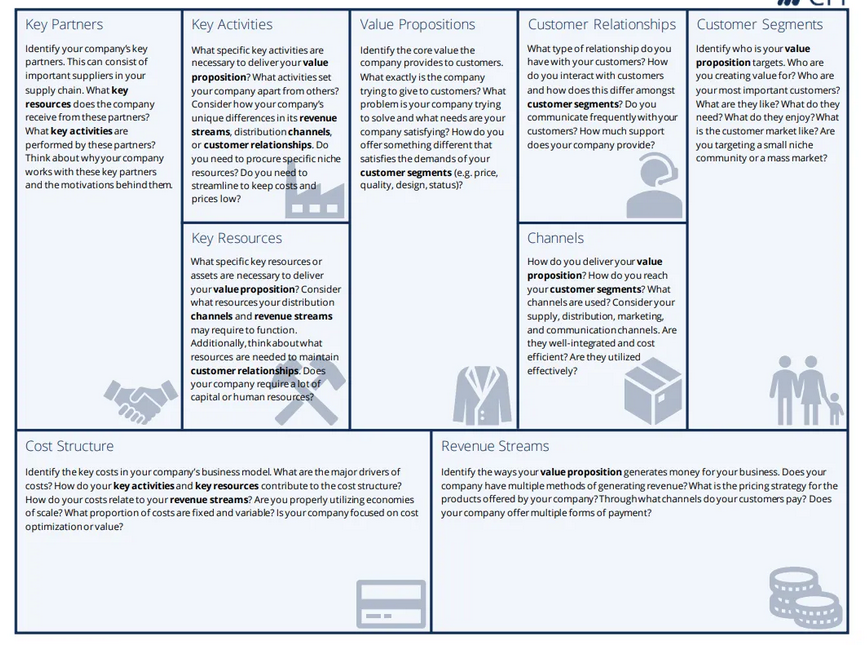 CFI
Key Partners
Identify your company's key
partners. This can consist of
important suppliers in your
supply chain. What key
resources does the company
receive from these partners?
What key activities are
performed by these partners?
Think about why your company
works with these key partners
and the motivations behind them.
Key Activities
What specific key activities are
necessary to deliver your value
proposition? What activities set
your company apart from others?
Consider how your company's
unique differences in its revenue
streams, distribution channels,
or customer relationships. Do
you need to procure specific niche
resources? Do you need to
streamline to keep costs and
prices low?
Key Resources
What specific key resources or
assets are necessary to deliver
your value proposition? Consider
what resources your distribution
channels and revenue streams
may require to function.
Additionally, think about what
resources are needed to maintain
customer relationships. Does
your company require a lot of
capital or human resources?
Value Propositions
Identify the core value the
company provides to customers.
What exactly is the company
trying to give to customers? What
problem is your company trying
to solve and what needs are your
company satisfying? How do you
offer something different that
satisfies the demands of your
customer segments (e.g. price,
quality, design, status)?
Customer Relationships
What type of relationship do you
have with your customers? How
do you interact with customers
and how does this differ amongst
customer segments? Do you
communicate frequently with your
customers? How much support
does your company provide?
Channels
How do you deliver your value
proposition? How do you reach
your customer segments? What
channels are used? Consider your
supply, distribution, marketing,
and communication channels. Are
they well-integrated and cost
efficient? Are they utilized
effectively?
Customer Segments
Identify who is your value
proposition targets. Who are
you creating value for? Who are
your most important customers?
What are they like? What do they
need? What do they enjoy? What
is the customer market like? Are
you targeting a small niche
community or a mass market?
Cost Structure
Identify the key costs in your company's business model. What are the major drivers of
costs? How do your key activities and key resources contribute to the cost structure?
How do your costs relate to your revenue streams? Are you properly utilizing economies
of scale? What proportion of costs are fixed and variable? Is your company focused on cost
optimization or value?
Revenue Streams
Identify the ways your value proposition generates money for your business. Does your
company have multiple methods of generating revenue? What is the pricing strategy for the
products offered by your company? Through what channels do your customers pay? Does
your company offer multiple forms of payment?